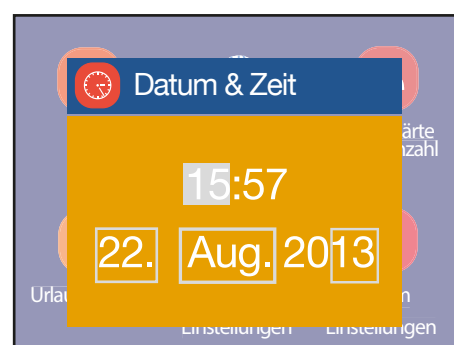 Datum & Zeit
ärte
nzahl
15:57
22. Aug. 2013
Urlau
m
Einstellungen Einstellungen